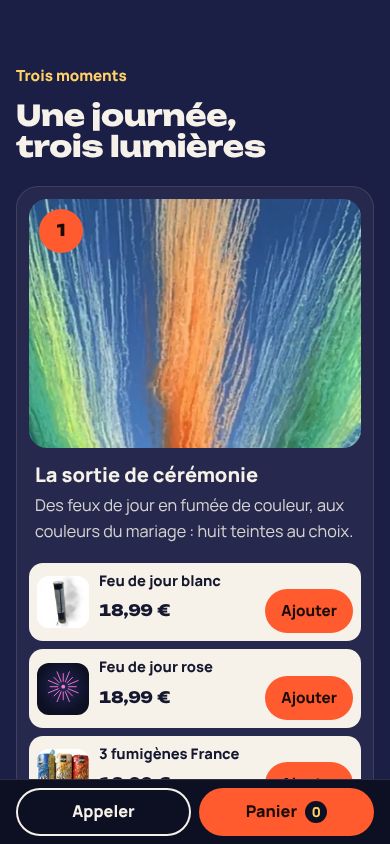 Trois moments
Une journée,
trois lumières
1
La sortie de cérémonie
Des feux de jour en fumée de couleur, aux
couleurs du mariage : huit teintes au choix.
Feu de jour blanc
18,99 €
Ajouter
Feu de jour rose
18,99 €
Ajouter
3 fumigènes France
Appeler
Panier 0